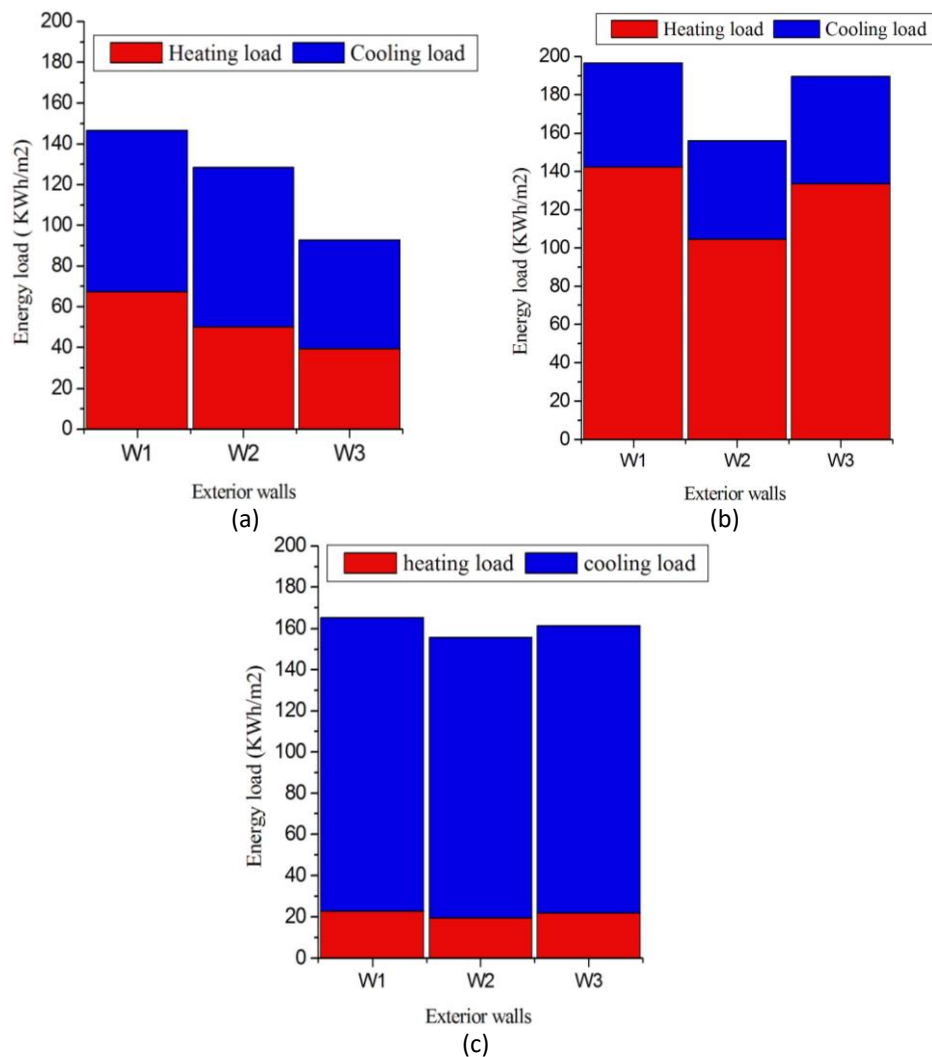 200
180
160
140
120
100
80
60
40
20
0
Heating load Cooling load
Energy load ( KWh/m2)
W1 W2 W3
Exterior walls
(a)
Heating load Cooling load
200
180
160
140
120
100
80
60
40
20
0
Energy load (KWh/m2)
W1 W2 W3
Exterior walls
(b)
200
180
160
140
120
100
80
60
40
20
0
heating load cooling load
Energy load (KWh/m2)
W1 W2 W3
Exterior walls
(c)